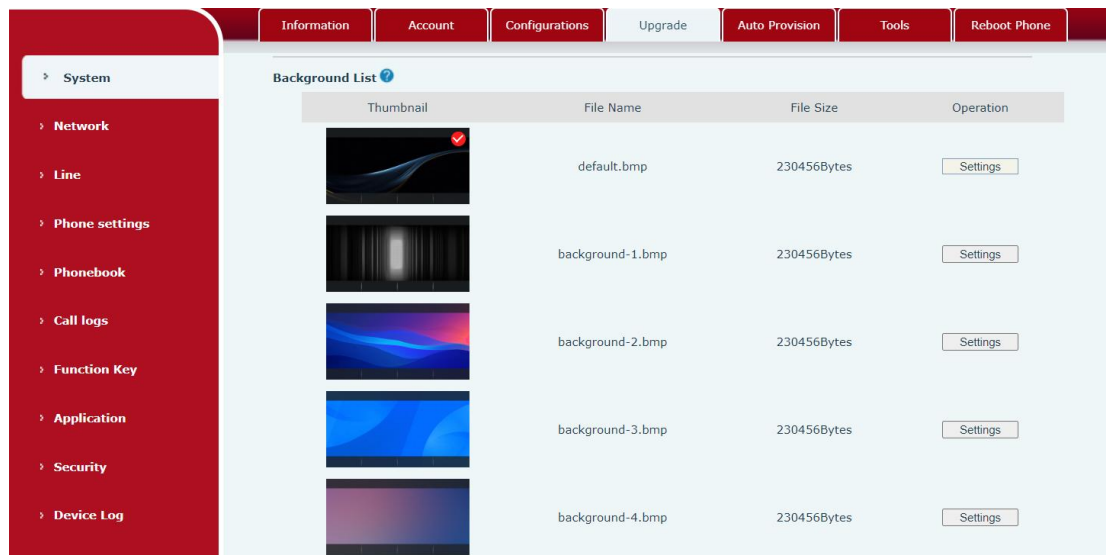 Information Account Configurations Upgrade Auto Provision Tools Reboot Phone
System
Network
Line
Phone settings
Phonebook
Call logs
Function Key
Application
Security
Device Log
Background List ?
Thumbnail File Name File Size Operation
default.bmp 230456Bytes Settings
background-1.bmp 230456Bytes Settings
background-2.bmp 230456Bytes Settings
background-3.bmp 230456Bytes Settings
background-4.bmp 230456Bytes Settings